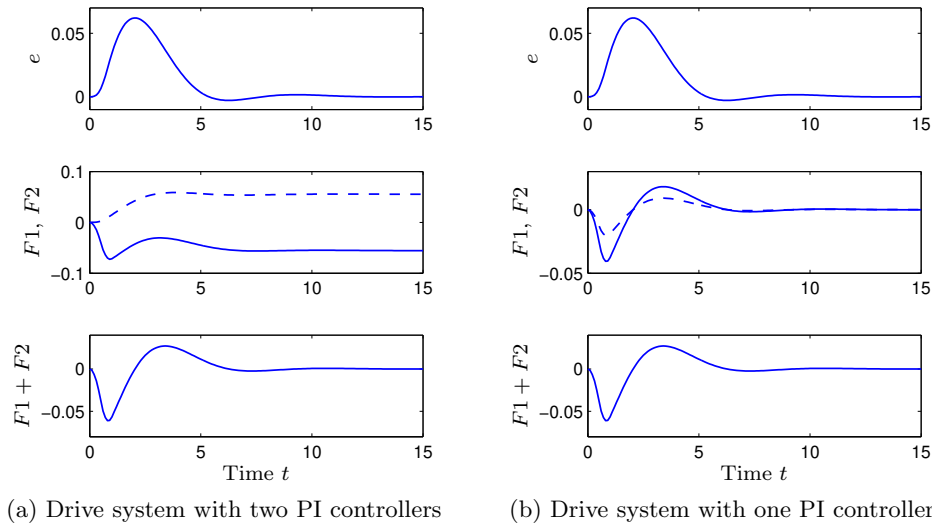 0.05
e
0
0 5 10 15
0.1
F1, F2
0
−0.1
0 5 10 15
0
F1 + F2
−0.05
0 5 10 15
Time t
(a) Drive system with two PI controllers
0.05
e
0
0 5 10 15
F1, F2
0
−0.05
0 5 10 15
0
F1 + F2
−0.05
0 5 10 15
Time t
(b) Drive system with one PI controller